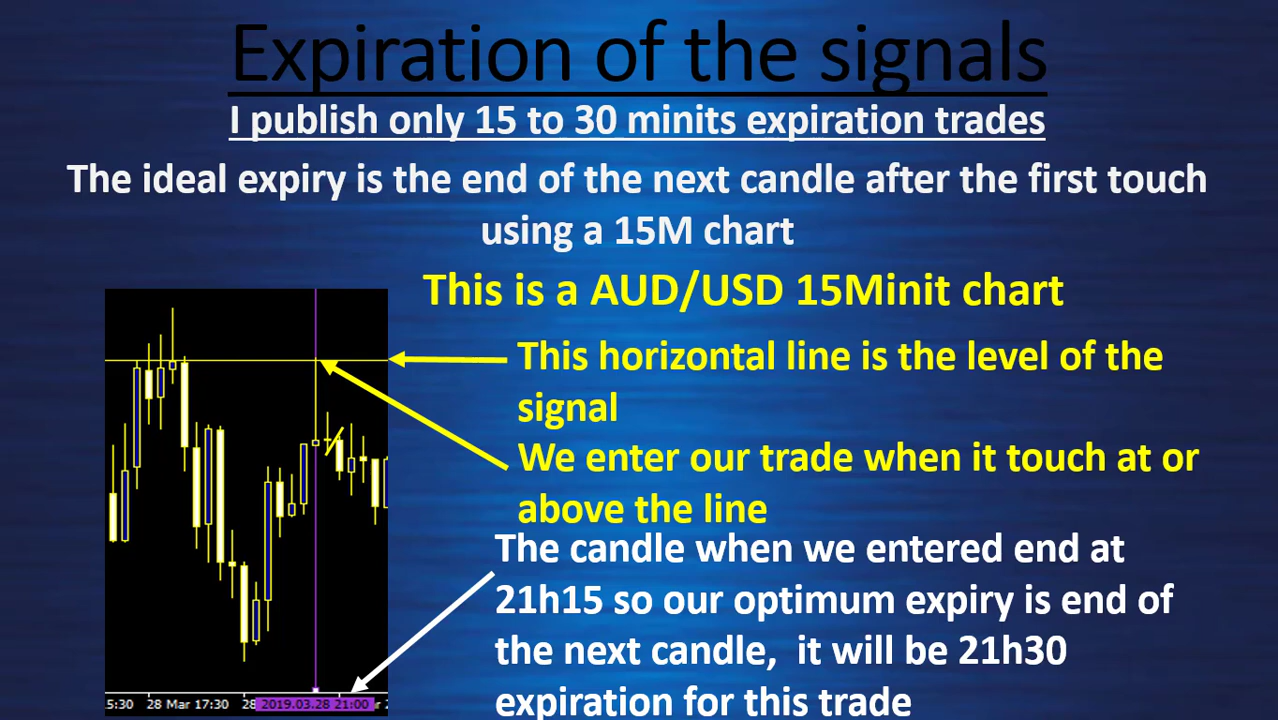 Expiration of the signals
I publish only 15 to 30 minits expiration trades
The ideal expiry is the end of the next candle after the first touch
using a 15M chart
This is a AUD/USD 15Minit chart
This horizontal line is the level of the
signal
We enter our trade when it touch at or
above the line
The candle when we entered end at
21h15 so our optimum expiry is end of
the next candle,  it will be 21h30
expiration for this trade
5:30 28 Mar 17:30 28 2019.03.28 21:00